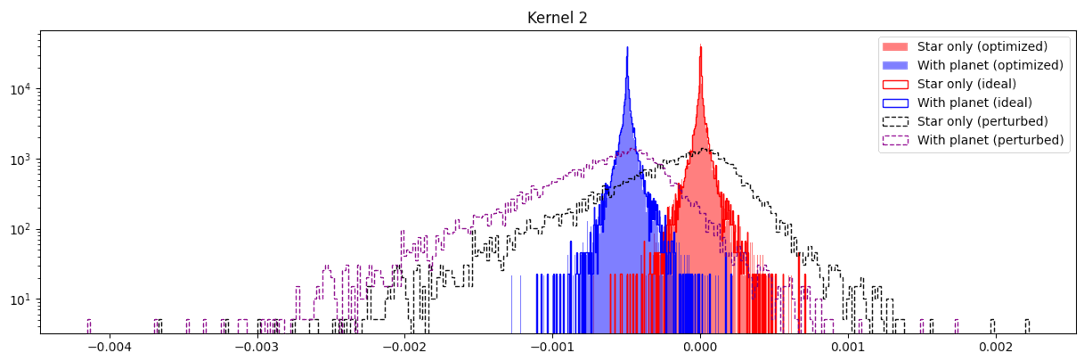 Kernel 2
Star only (optimized)
With planet (optimized)
Star only (ideal)
With planet (ideal)
Star only (perturbed)
With planet (perturbed)
10⁴
10³
10²
10¹
−0.004 −0.003 −0.002 −0.001 0.000 0.001 0.002